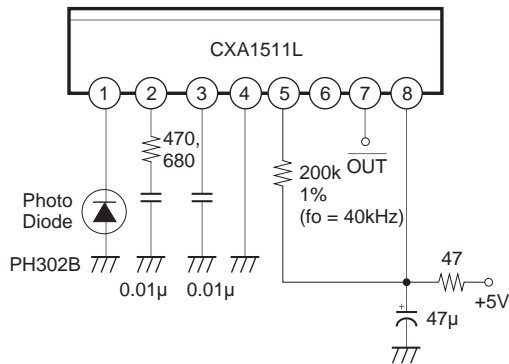 CXA1511L
1 2 3 4 5 6 7 8
470,
680
200k
1%
(fo = 40kHz)
OUT
Photo
Diode
PH302B
0.01µ
0.01µ
47
+5V
+
47µ